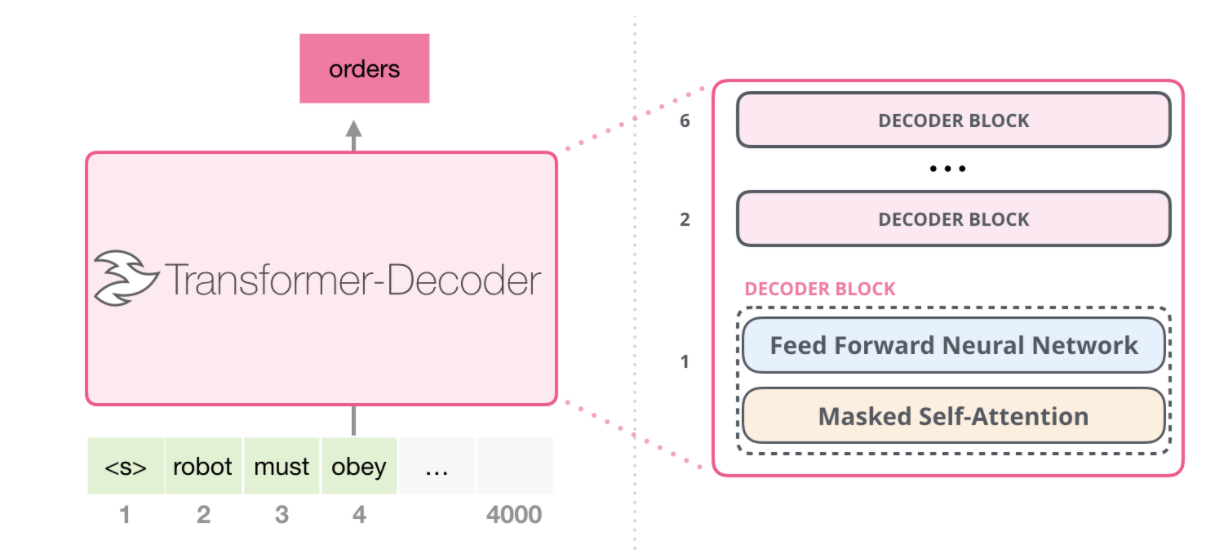 orders
Transformer-Decoder
<s> robot must obey ...
1 2 3 4 4000
6 DECODER BLOCK
...
2 DECODER BLOCK
DECODER BLOCK
Feed Forward Neural Network
1
Masked Self-Attention